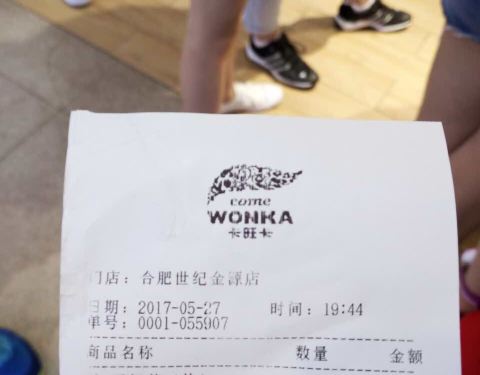 come
WONKA
卡旺卡
门店：合肥世纪金源店
日期：2017-05-27 时间：19:44
单号：0001-055907
商品名称 数量 金额